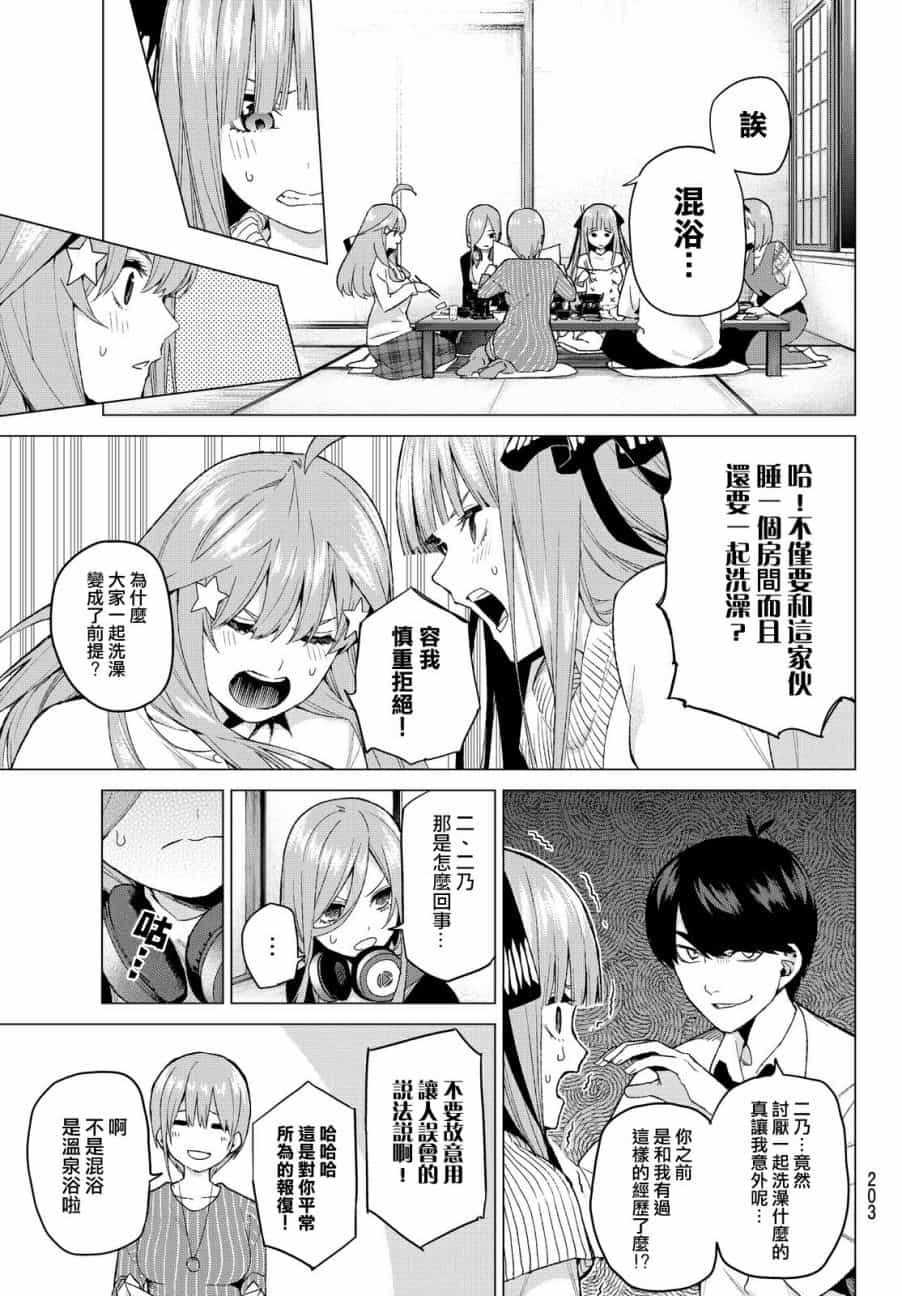 誒
混浴…
哈！不僅要和這家伙
睡一個房間而且
還要一起洗澡？
容我
慎重拒絕！
為什麼
大家一起洗澡
變成了前提？
二乃…竟然
討厭一起洗澡什麼的
真讓我意外呢…
你之前
是和我有過
這樣的經歷了麼!?
二、二乃
那是怎麼回事…
…
咕…
不要故意用
讓人誤會的
説法説啊！
哈哈哈
這是對你平常
所為的報復！
啊
不是混浴
是溫泉浴啦
203